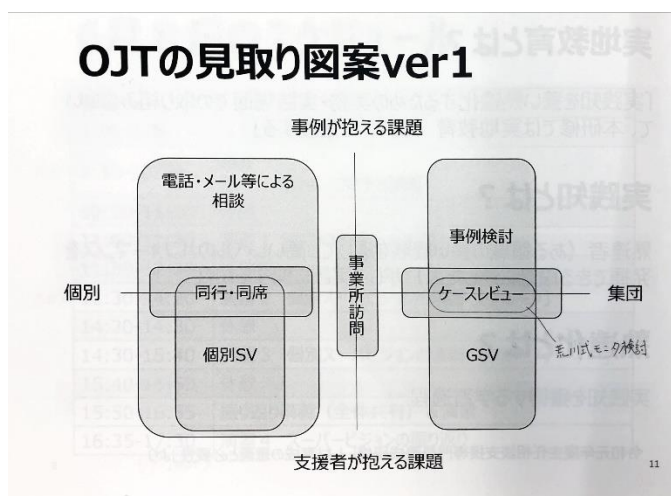 OJTの見取り図案ver1
事例が抱える課題
電話・メール等による
相談
事例検討
事業所訪問
個別
同行・同席
ケースレビュー
集団
個別SV
GSV
荒川式モニタ検討
支援者が抱える課題
11